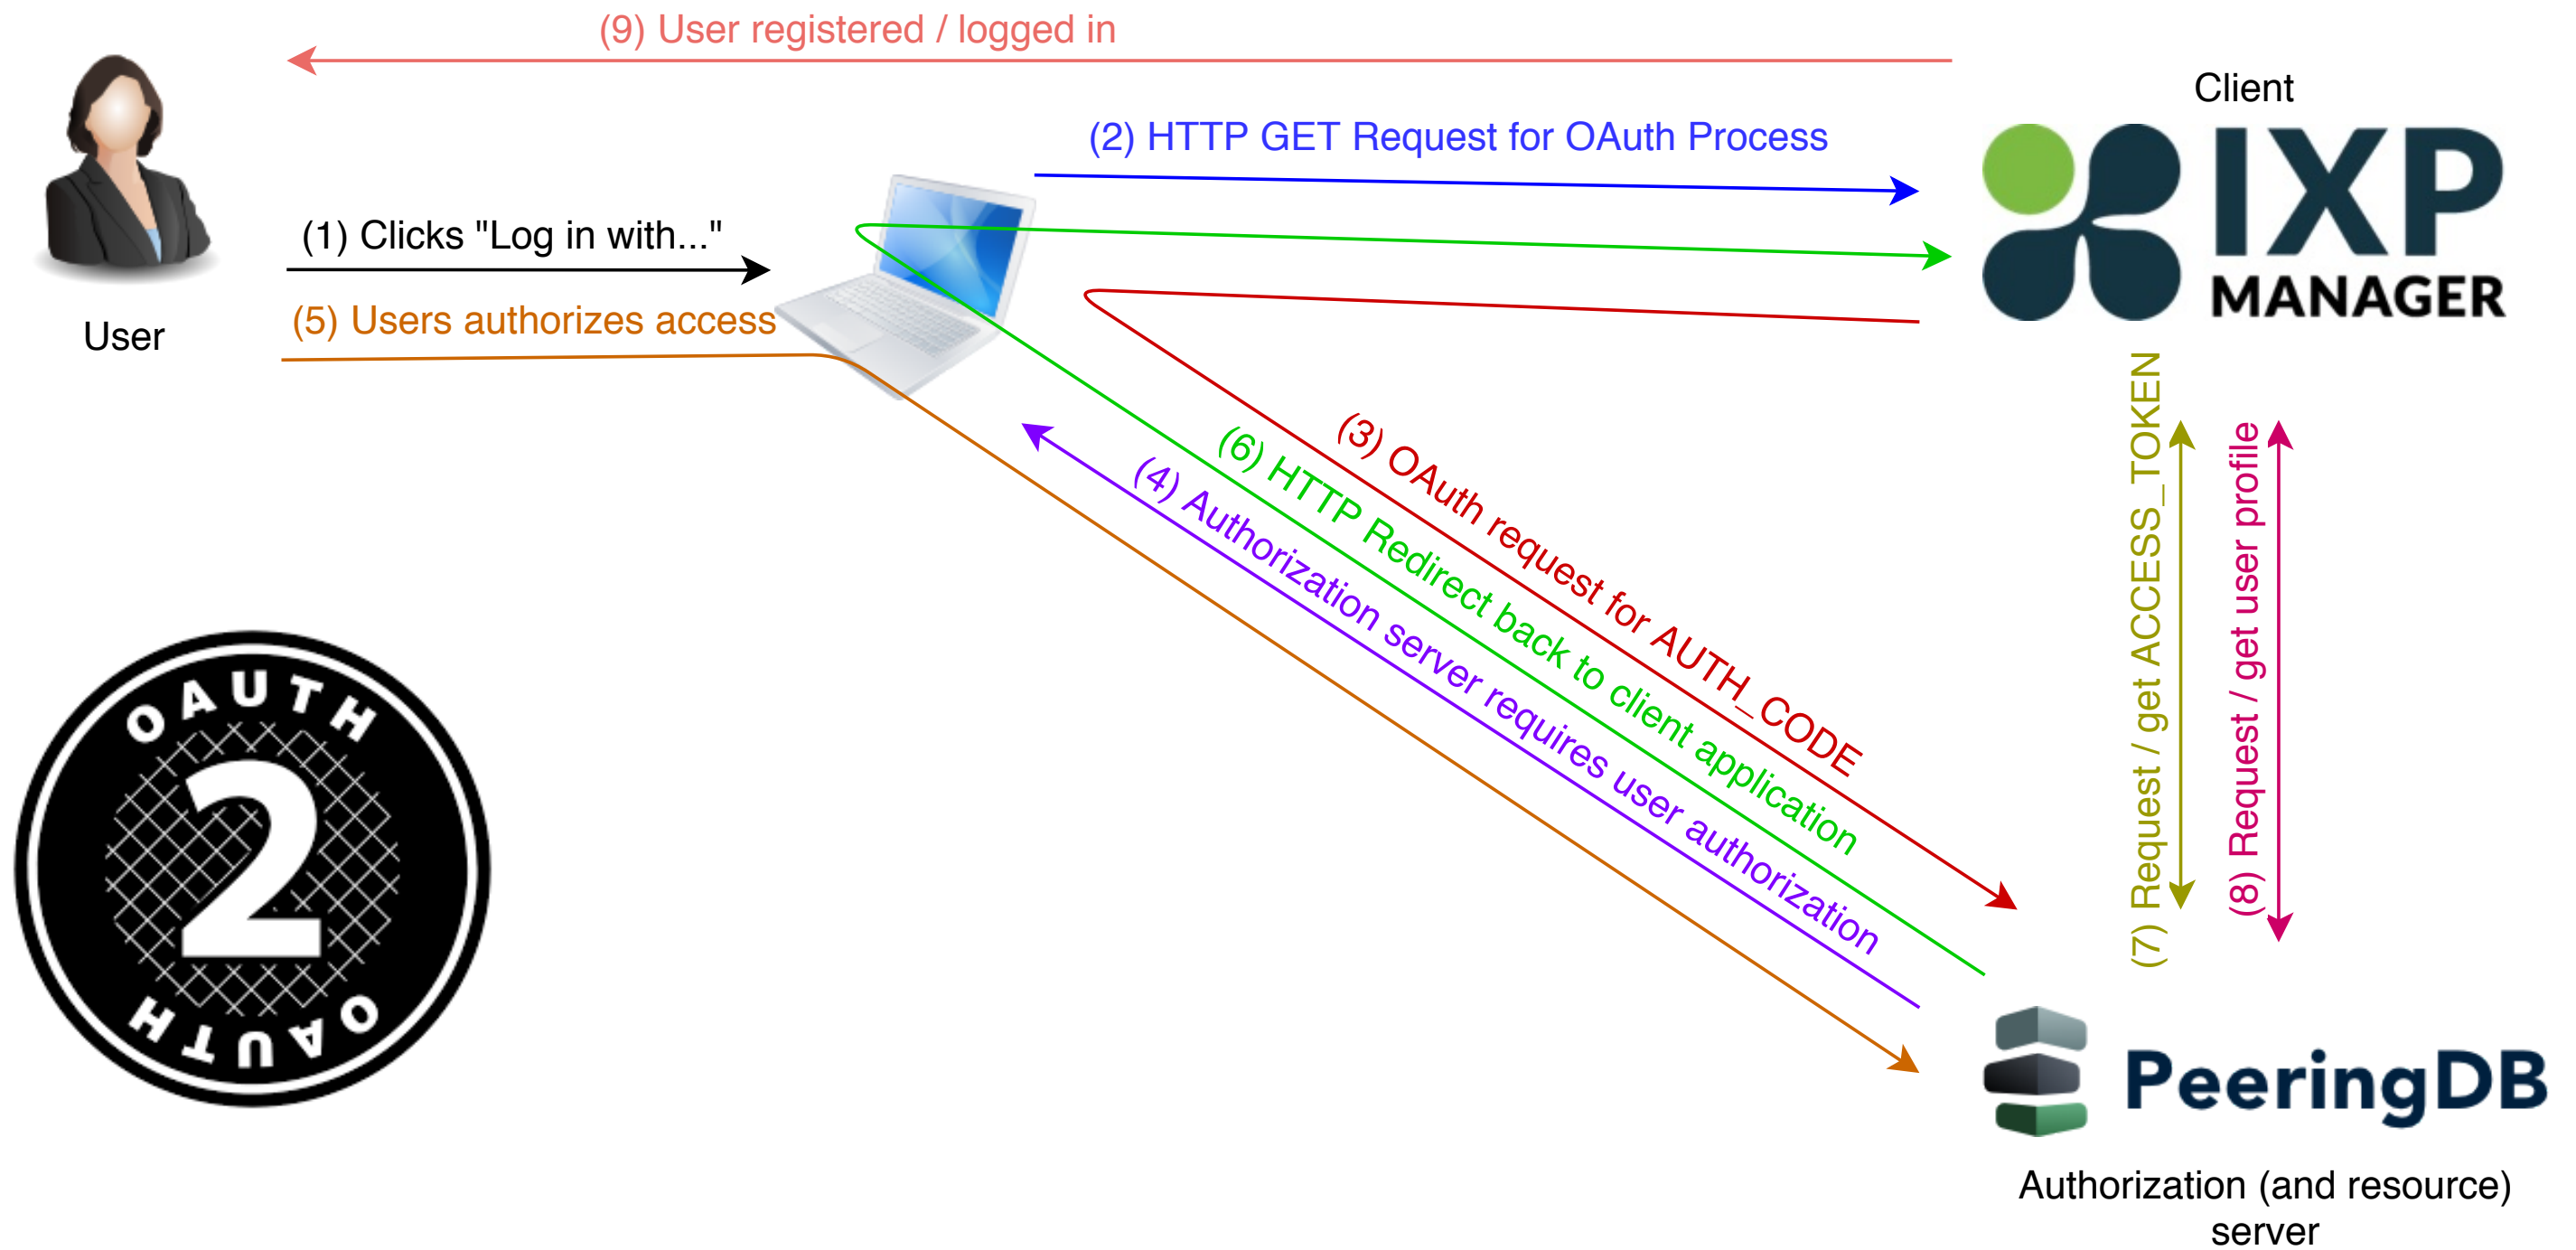 (9) User registered / logged in
Client
(2) HTTP GET Request for OAuth Process
IXP
MANAGER
(1) Clicks "Log in with..."
(5) Users authorizes access
User
(3) OAuth request for AUTH_CODE
(6) HTTP Redirect back to client application
(4) Authorization server requires user authorization
(7) Request / get ACCESS_TOKEN
(8) Request / get user profile
OAUTH
2
OAUTH
PeeringDB
Authorization (and resource)
server